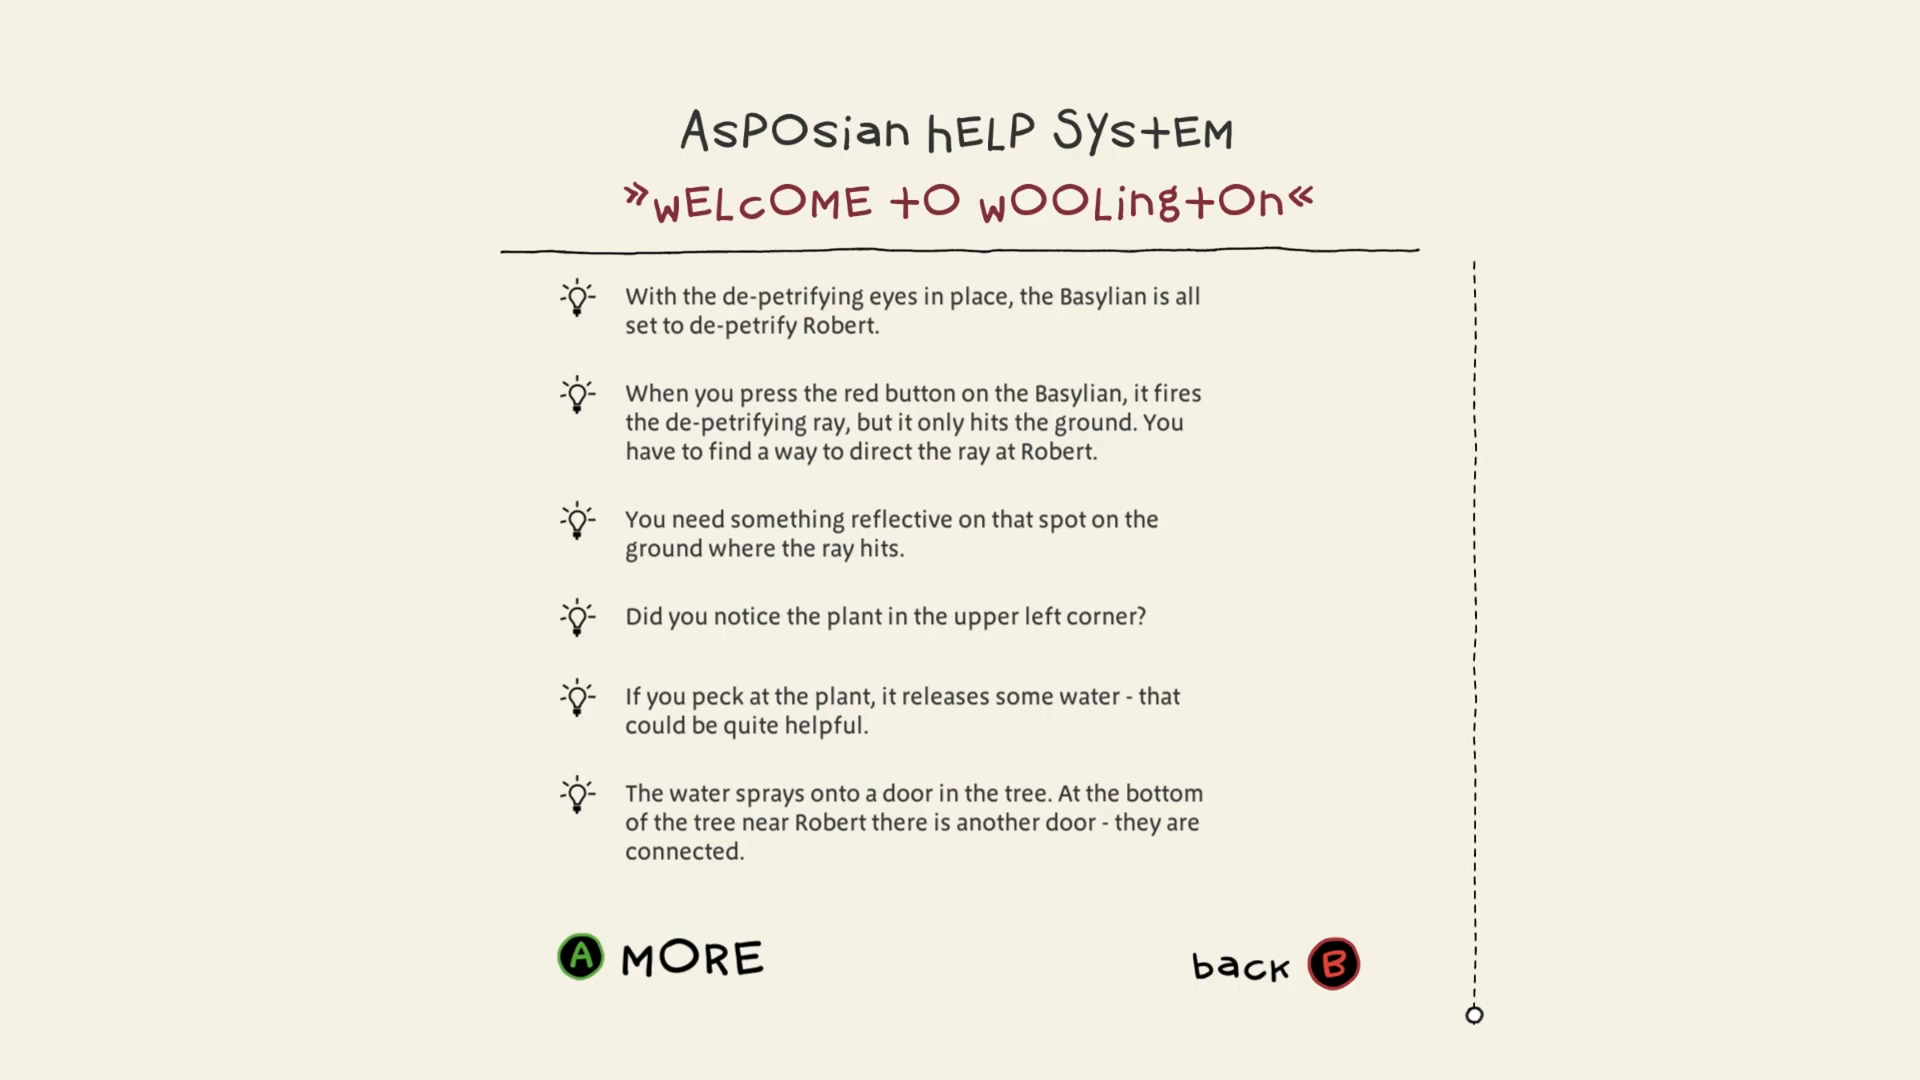 AsPOsian hELP SYstEM
»wELcOME tO wOOLingtOn«
With the de-petrifying eyes in place, the Basylian is all
set to de-petrify Robert.
When you press the red button on the Basylian, it fires
the de-petrifying ray, but it only hits the ground. You
have to find a way to direct the ray at Robert.
You need something reflective on that spot on the
ground where the ray hits.
Did you notice the plant in the upper left corner?
If you peck at the plant, it releases some water - that
could be quite helpful.
The water sprays onto a door in the tree. At the bottom
of the tree near Robert there is another door - they are
connected.
A MORE
back B